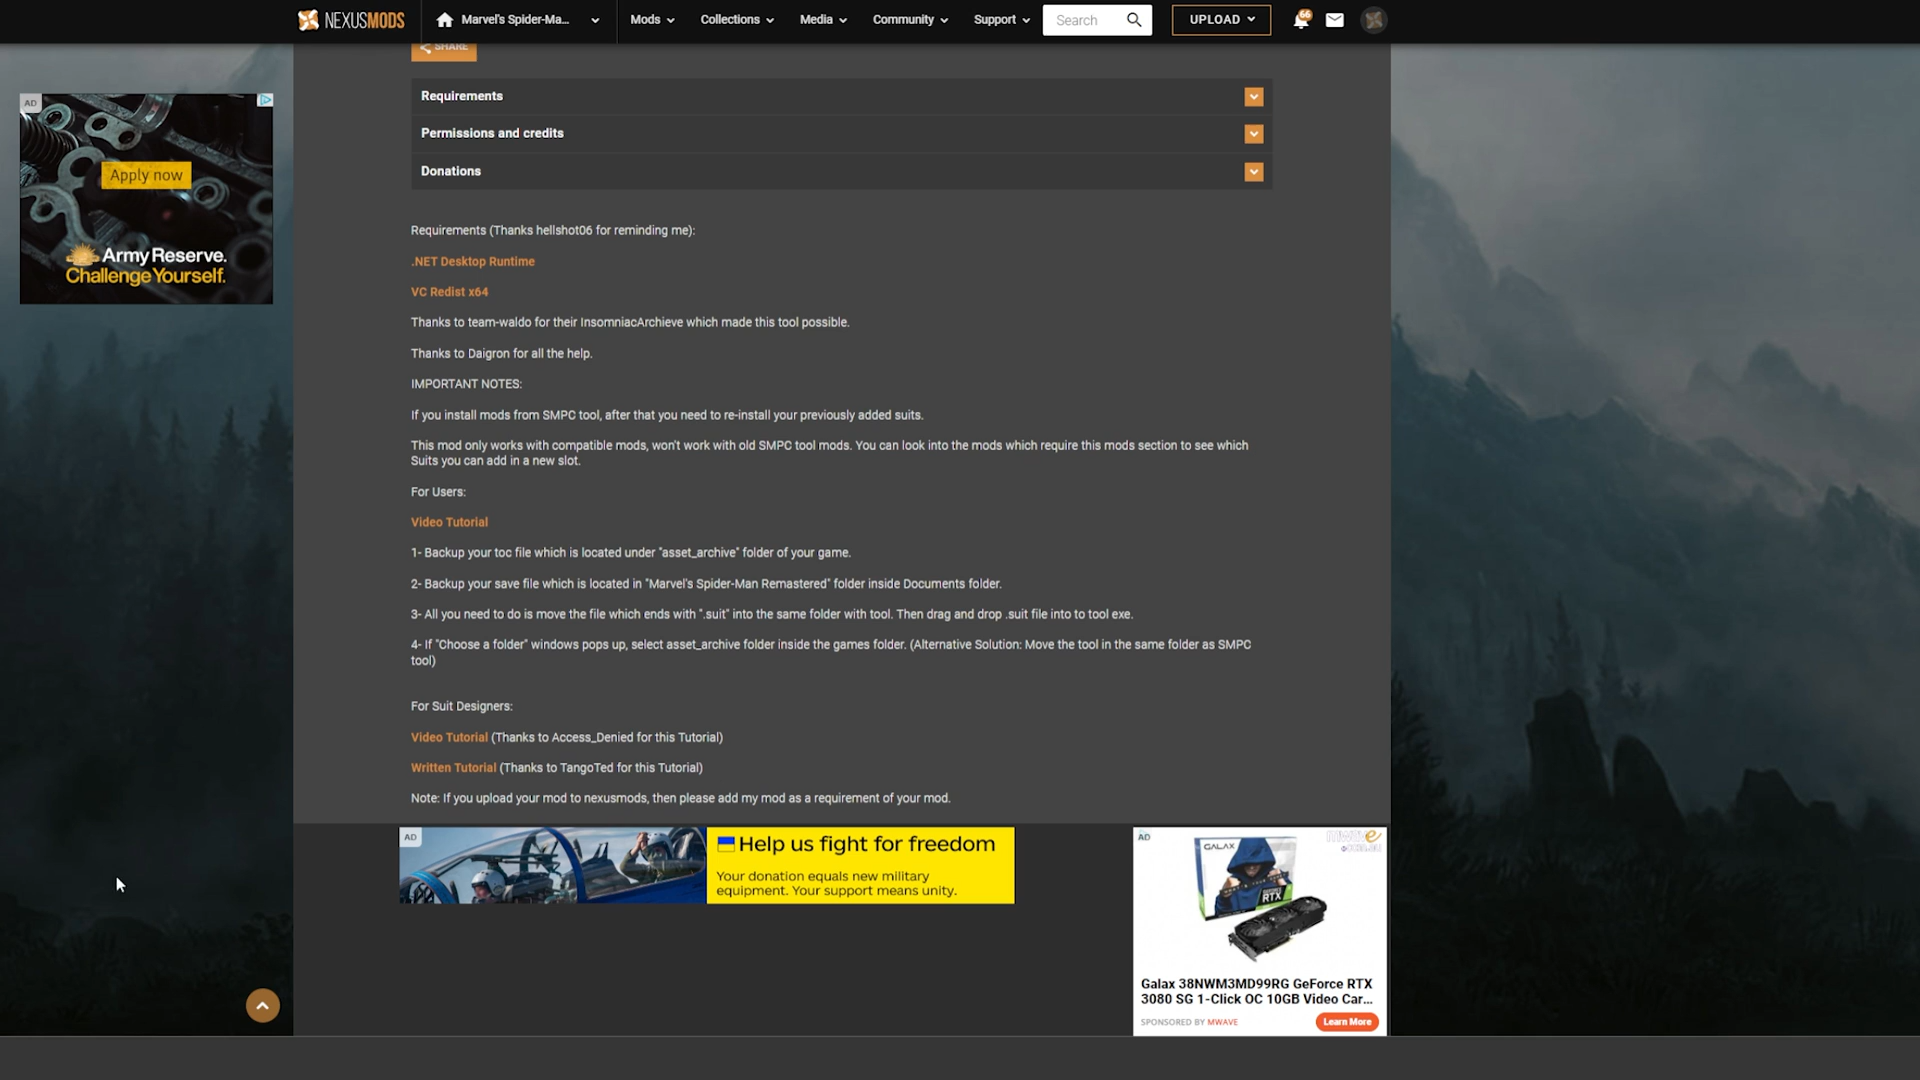 NEXUSMODS
Marvel's Spider-Ma...
Mods
Collections
Media
Community
Support
Search
UPLOAD
66
SHARE
AD
Apply now
Army Reserve.
Challenge Yourself.
Requirements
Permissions and credits
Donations
Requirements (Thanks hellshot06 for reminding me):
.NET Desktop Runtime
VC Redist x64
Thanks to team-waldo for their InsomniacArchieve which made this tool possible.
Thanks to Daigron for all the help.
IMPORTANT NOTES:
If you install mods from SMPC tool, after that you need to re-install your previously added suits.
This mod only works with compatible mods, won't work with old SMPC tool mods. You can look into the mods which require this mods section to see which
Suits you can add in a new slot.
For Users:
Video Tutorial
1- Backup your toc file which is located under "asset_archive" folder of your game.
2- Backup your save file which is located in "Marvel's Spider-Man Remastered" folder inside Documents folder.
3- All you need to do is move the file which ends with ".suit" into the same folder with tool. Then drag and drop .suit file into to tool exe.
4- If "Choose a folder" windows pops up, select asset_archive folder inside the games folder. (Alternative Solution: Move the tool in the same folder as SMPC
tool)
For Suit Designers:
Video Tutorial (Thanks to Access_Denied for this Tutorial)
Written Tutorial (Thanks to TangoTed for this Tutorial)
Note: If you upload your mod to nexusmods, then please add my mod as a requirement of your mod.
AD
Help us fight for freedom
Your donation equals new military
equipment. Your support means unity.
AD
GALAX
RTX
Galax 38NWM3MD99RG GeForce RTX
3080 SG 1-Click OC 10GB Video Car...
SPONSORED BY MWAVE
Learn More